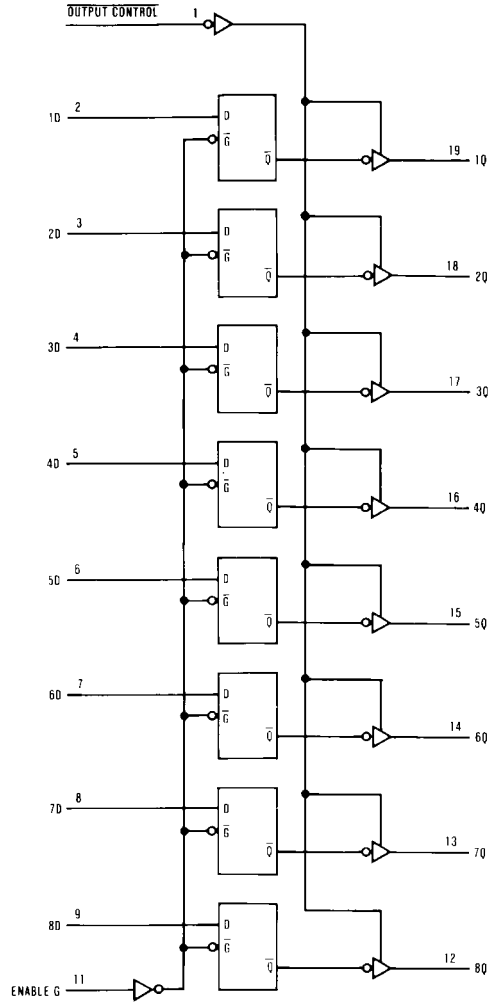 OUTPUT CONTROL 1
1D 2 D G Q 19 1Q
2D 3 D G Q 18 2Q
3D 4 D G Q 17 3Q
4D 5 D G Q 16 4Q
5D 6 D G Q 15 5Q
6D 7 D G Q 14 6Q
7D 8 D G Q 13 7Q
8D 9 D G Q 12 8Q
ENABLE G 11